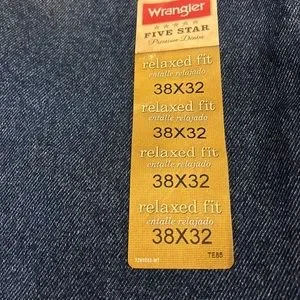 Wrangler
FIVE STAR
Premium Denim
relaxed fit
entalle relajado
38X32
relaxed fit
entalle relajado
38X32
relaxed fit
entalle relajado
38X32
relaxed fit
entalle relajado
38X32
TE85